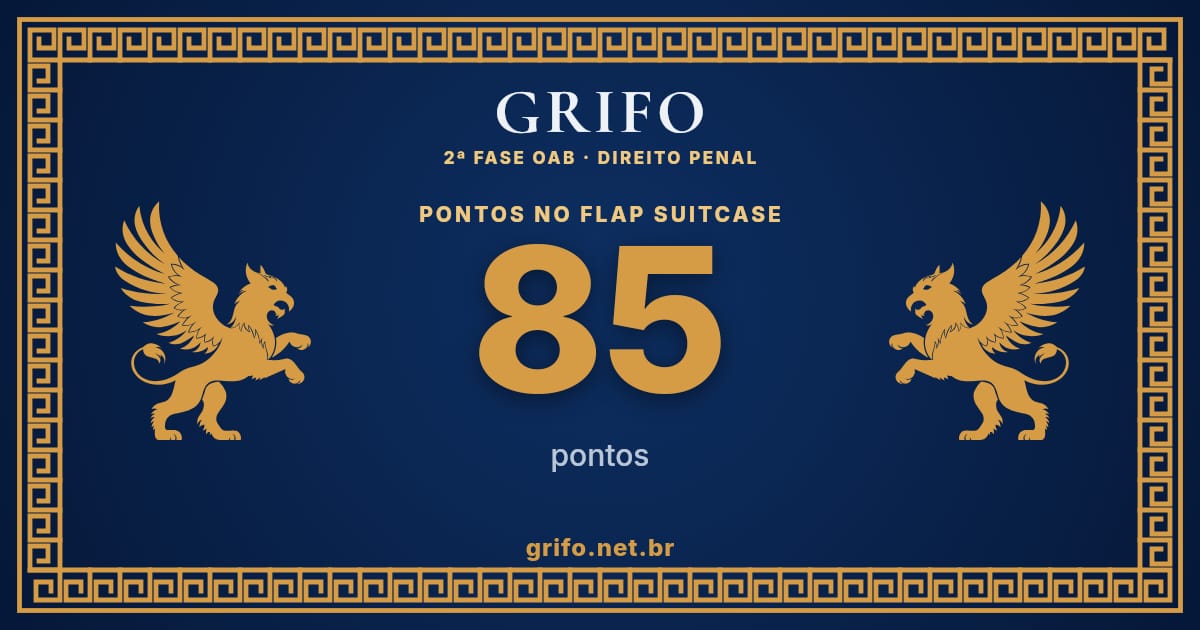 GRIFO
2ª FASE OAB · DIREITO PENAL
PONTOS NO FLAP SUITCASE
85
pontos
grifo.net.br